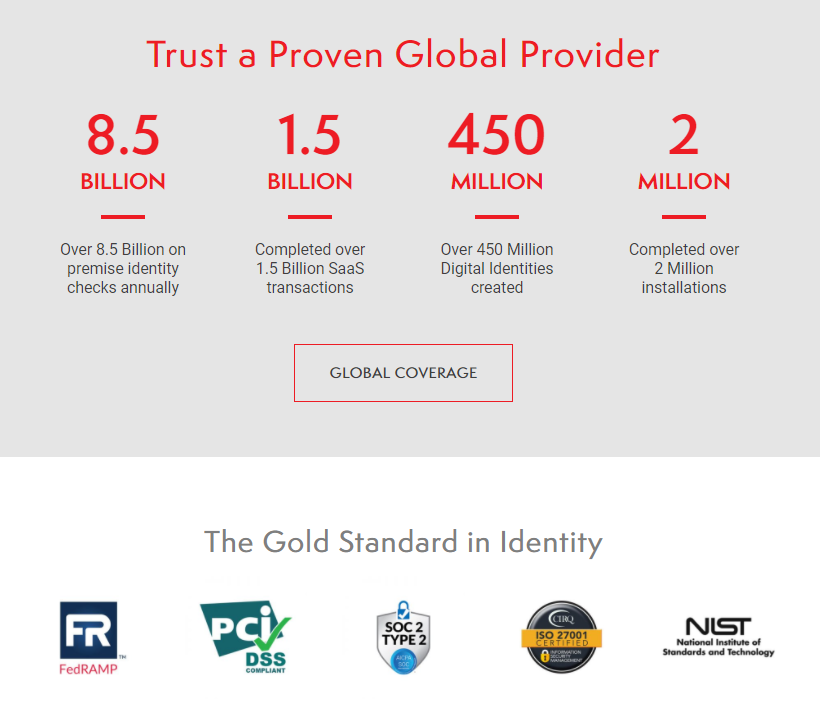 Trust a Proven Global Provider
8.5
BILLION
Over 8.5 Billion on
premise identity
checks annually
1.5
BILLION
Completed over
1.5 Billion SaaS
transactions
450
MILLION
Over 450 Million
Digital Identities
created
2
MILLION
Completed over
2 Million
installations
GLOBAL COVERAGE
The Gold Standard in Identity
FR
TM
FedRAMP
PCi
DSS
COMPLIANT
SOC 2
TYPE 2
AICPA
SOC
CIRQ
ISO 27001
CERTIFIED
INFORMATION
SECURITY
MANAGEMENT
NIST
National Institute of
Standards and Technology